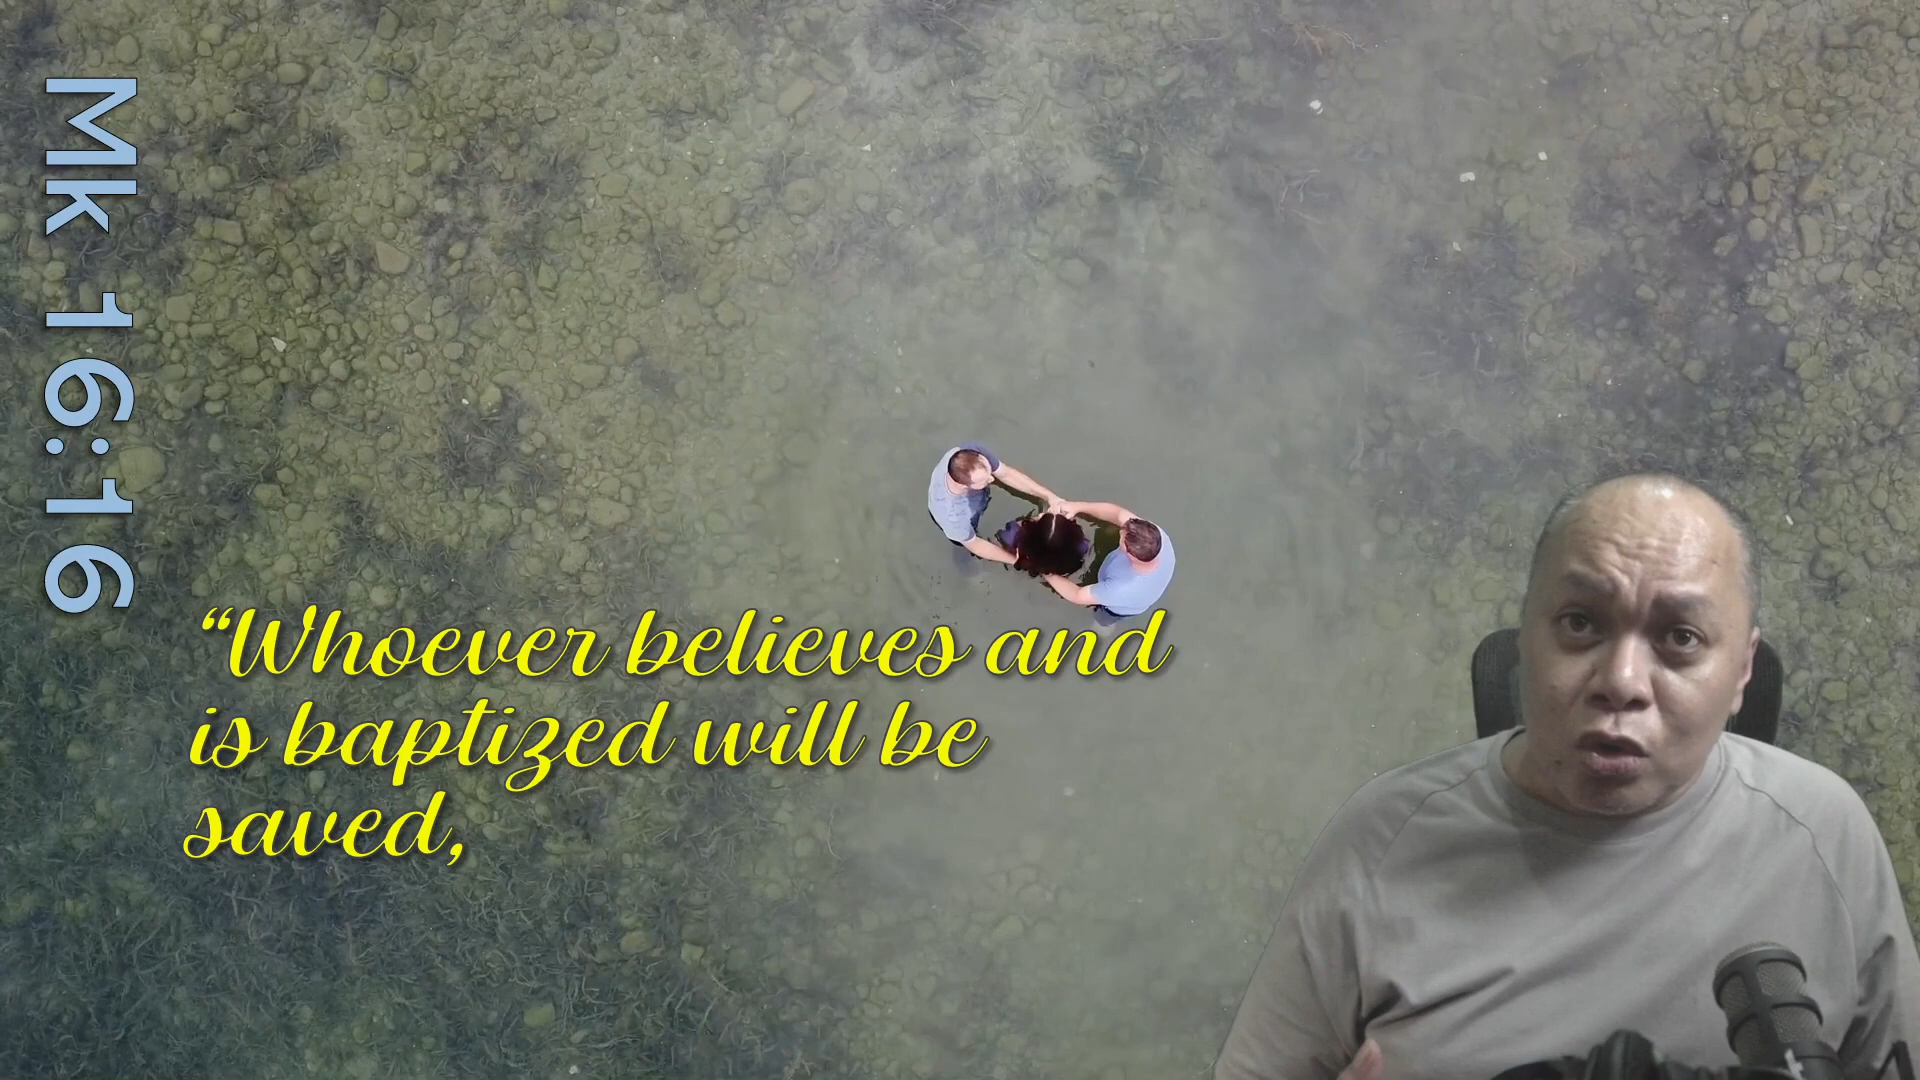 Mk 16:16
“Whoever believes and
is baptized will be
saved,